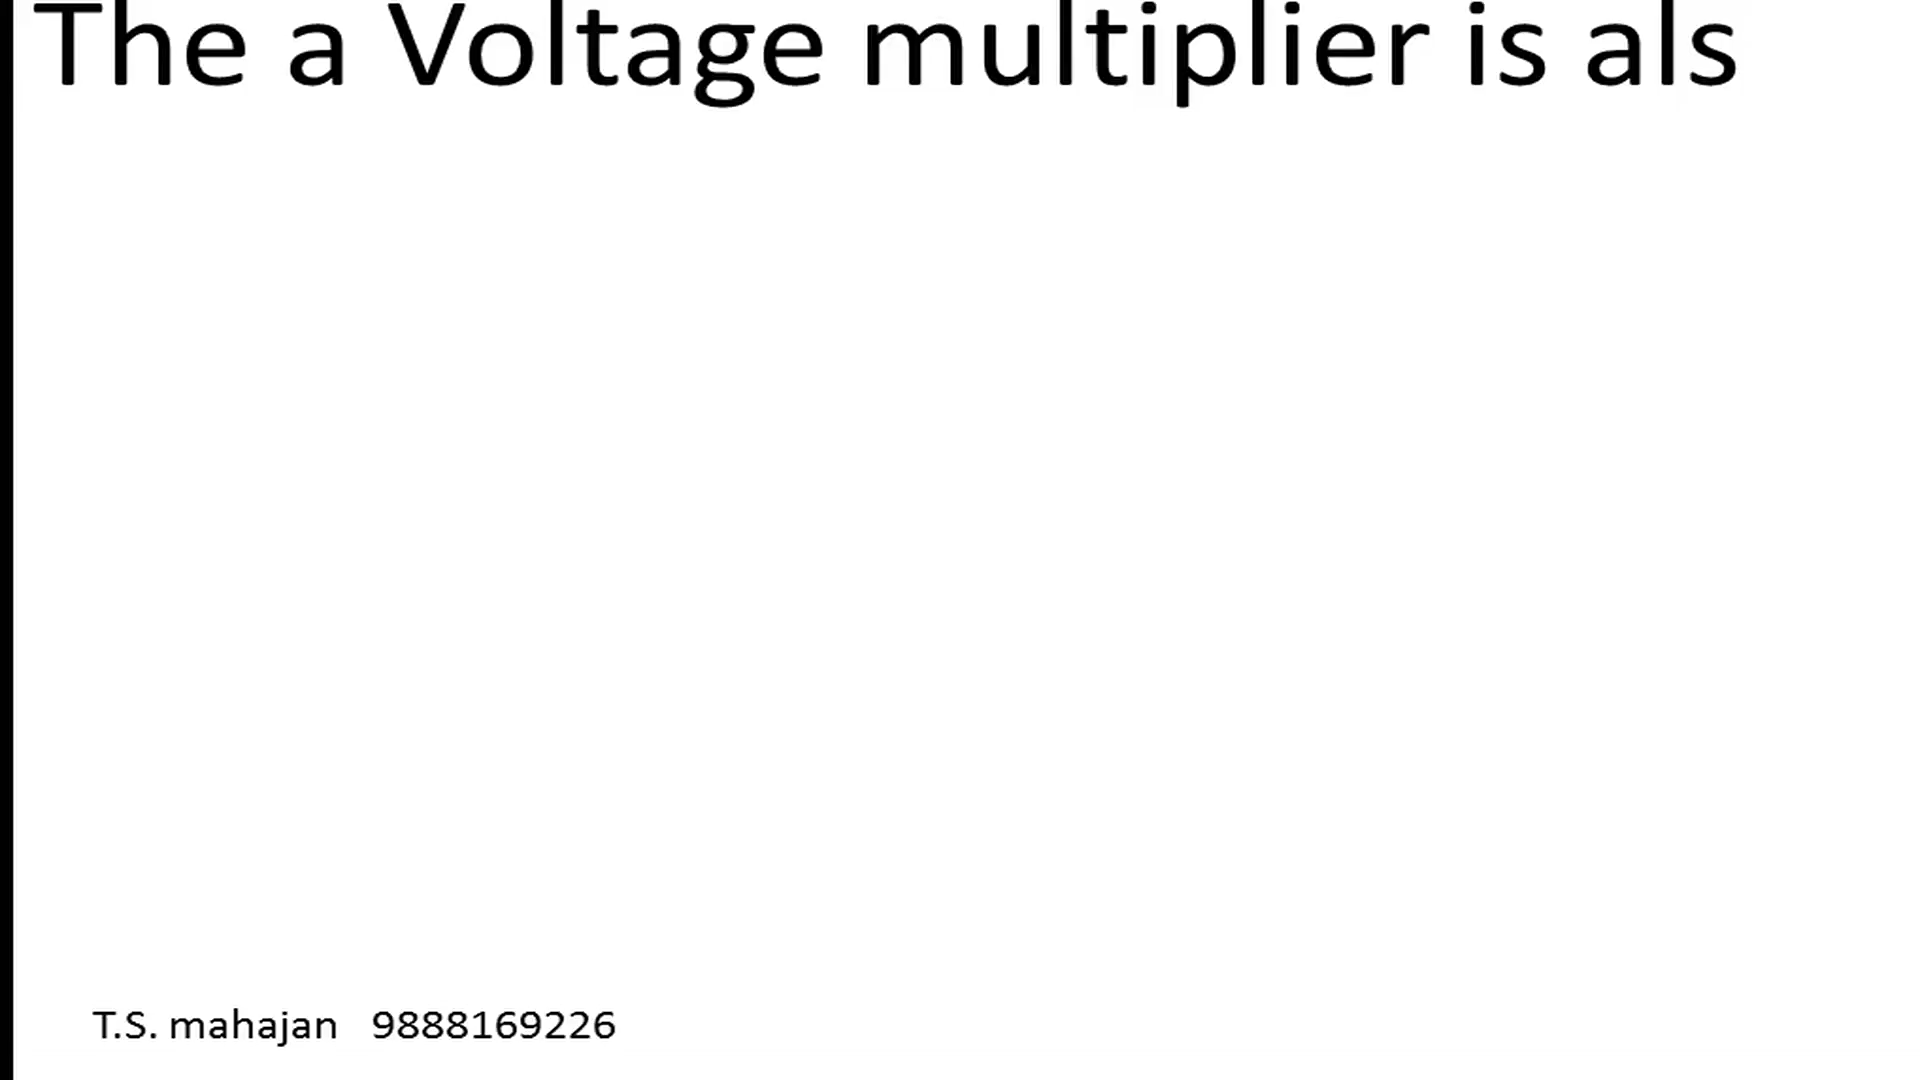 The a Voltage multiplier is als
T.S. mahajan 9888169226